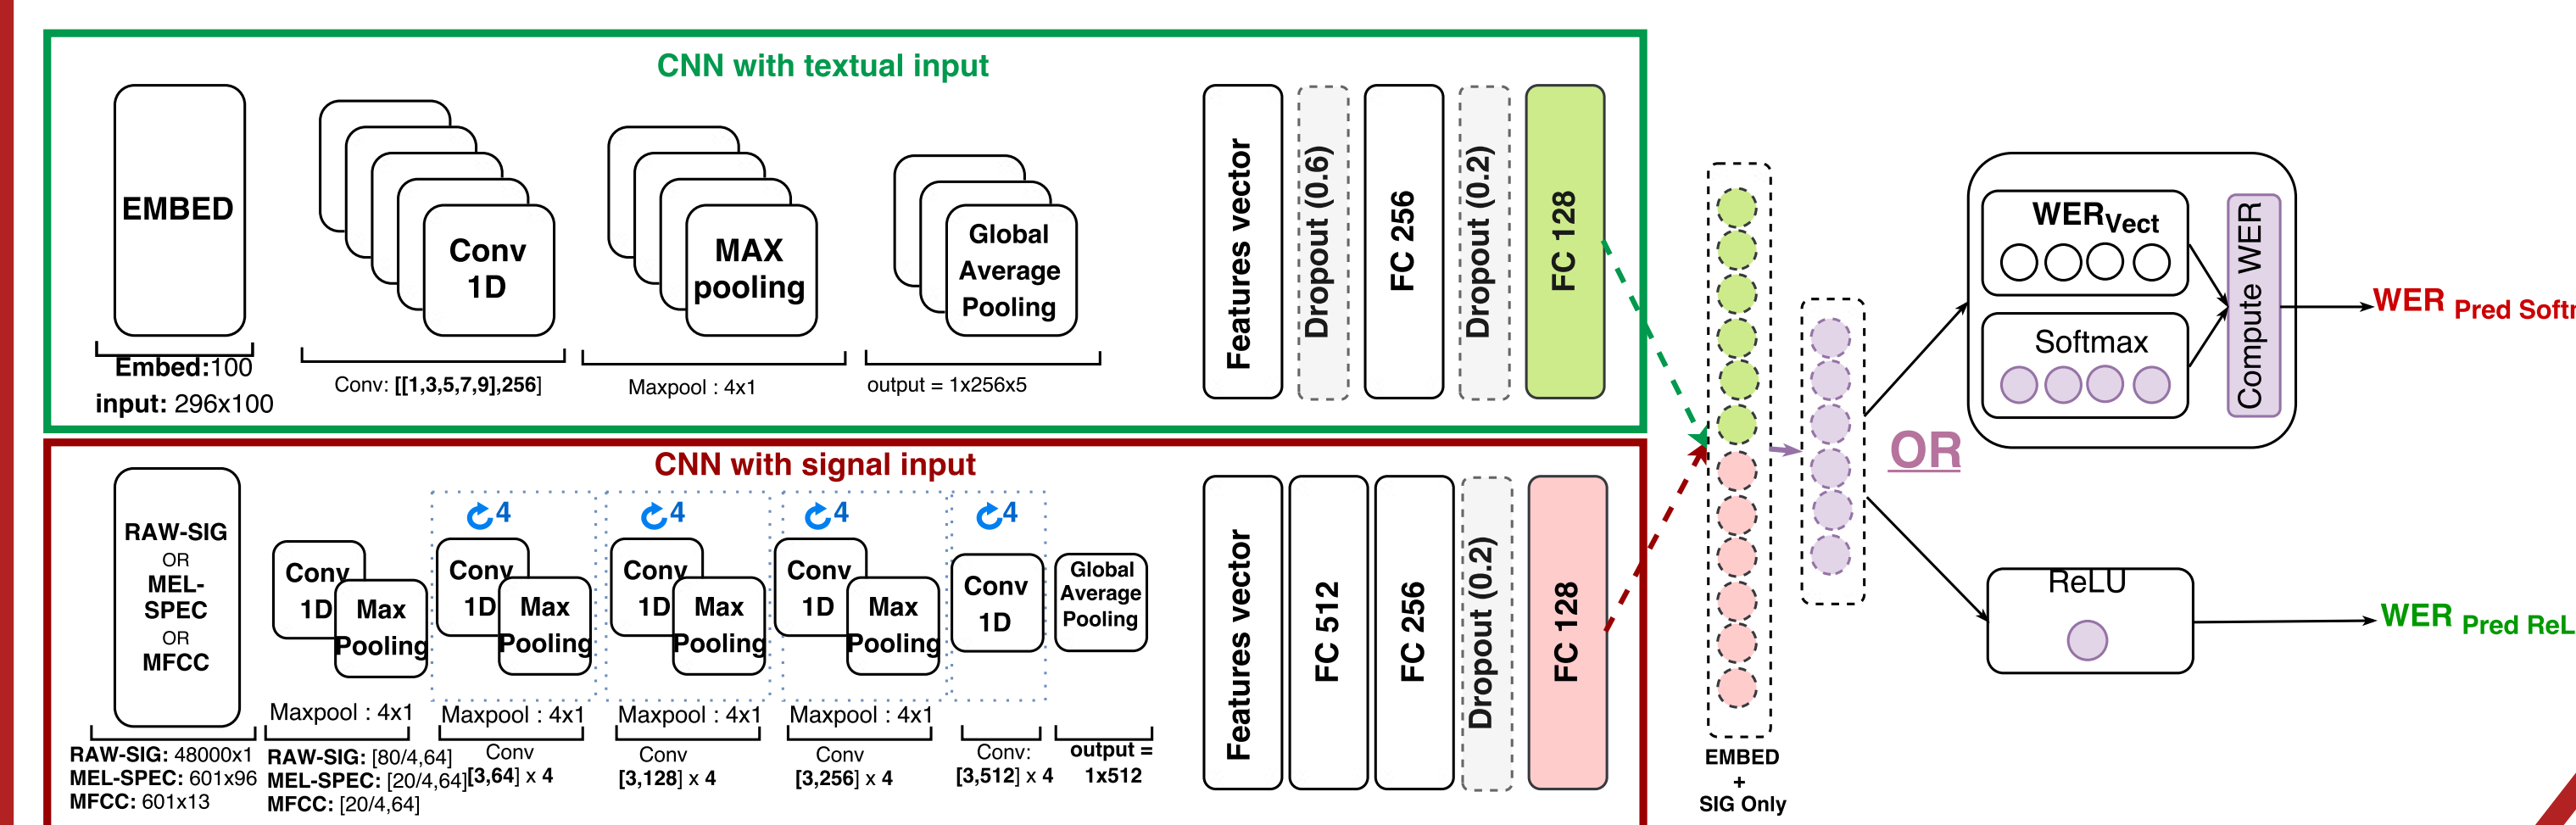 CNN with textual input
EMBED
Conv
1D
MAX
pooling
Global
Average
Pooling
Features vector
Dropout (0.6)
FC 256
Dropout (0.2)
FC 128
Embed:100
input: 296x100
Conv: [[1,3,5,7,9],256]
Maxpool : 4x1
output = 1x256x5
CNN with signal input
RAW-SIG
OR
MEL-
SPEC
OR
MFCC
Conv
1D
Max
Pooling
4
Conv
1D
Max
Pooling
4
Conv
1D
Max
Pooling
4
Conv
1D
Max
Pooling
4
Conv
1D
Global
Average
Pooling
Features vector
FC 512
FC 256
Dropout (0.2)
FC 128
RAW-SIG: 48000x1
MEL-SPEC: 601x96
MFCC: 601x13
Maxpool : 4x1
RAW-SIG: [80/4,64]
MEL-SPEC: [20/4,64]
MFCC: [20/4,64]
Maxpool : 4x1
Conv
[3,64] x 4
Maxpool : 4x1
Conv
[3,128] x 4
Maxpool : 4x1
Conv
[3,256] x 4
Conv:
[3,512] x 4
output =
1x512
EMBED
+
SIG Only
OR
WERVect
Softmax
Compute WER
WER Pred Softm
ReLU
WER Pred ReL